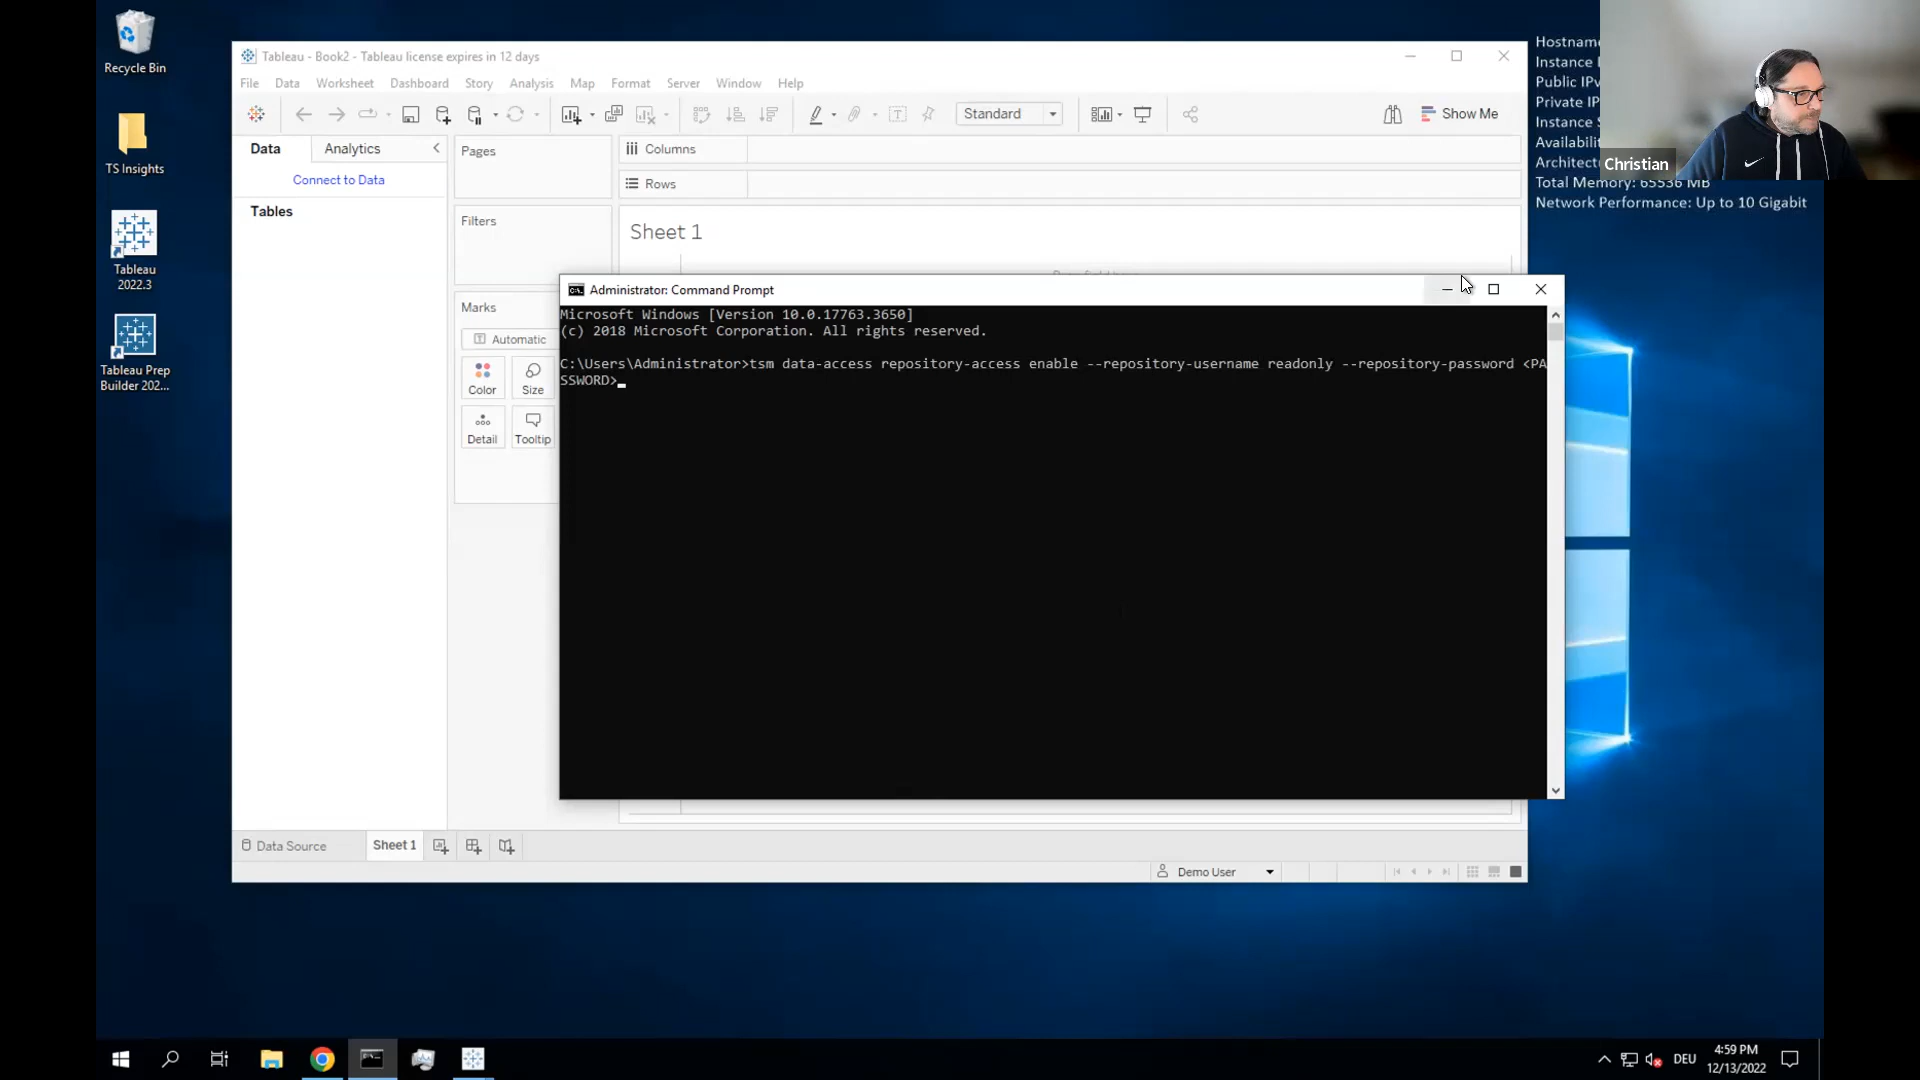 Recycle Bin
TS Insights
Tableau
2022.3
Tableau Prep
Builder 202...
Tableau - Book2 - Tableau license expires in 12 days
File Data Worksheet Dashboard Story Analysis Map Format Server Window Help
Standard
Show Me
Data Analytics
Connect to Data
Tables
Pages
Columns
Rows
Filters
Sheet 1
Marks
Automatic
Color
Size
Detail
Tooltip
Administrator: Command Prompt
Microsoft Windows [Version 10.0.17763.3650]
(c) 2018 Microsoft Corporation. All rights reserved.
C:\Users\Administrator>tsm data-access repository-access enable --repository-username readonly --repository-password <PA
SSWORD>
Data Source
Sheet 1
Demo User
Hostname
Instance
Public IPv
Private IP
Instance
Availabili
Architect
Total Memory: 65536 MB
Network Performance: Up to 10 Gigabit
Christian
DEU
4:59 PM
12/13/2022